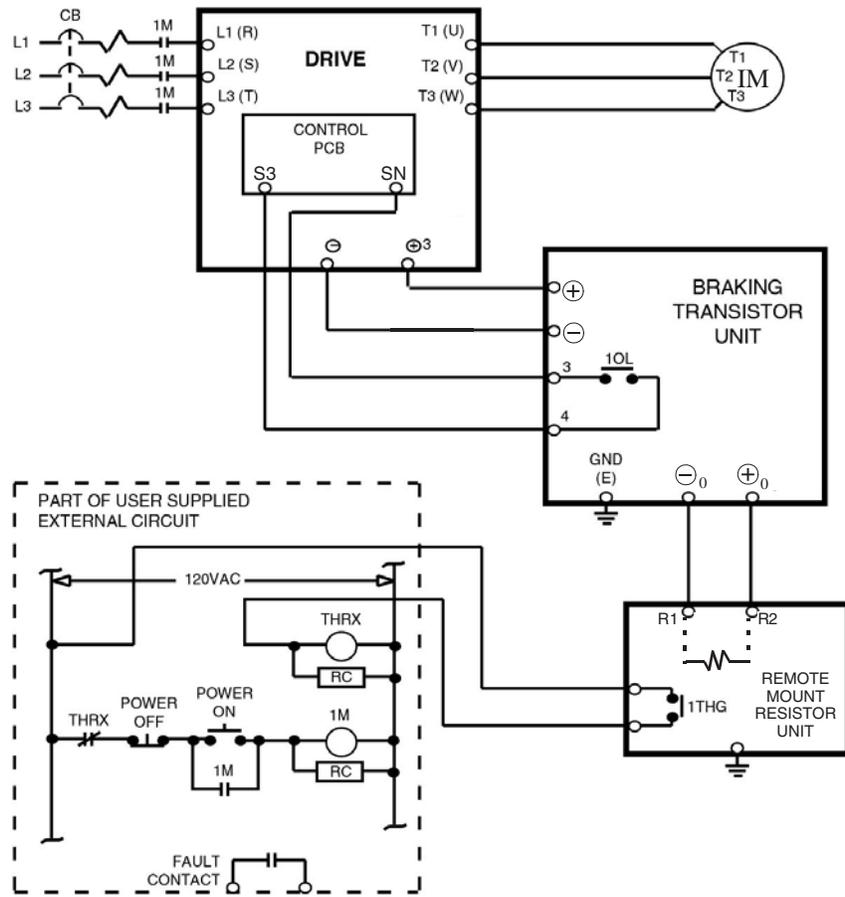 CB
1M
L1
L1 (R)
DRIVE
T1 (U)
T1
1M
L2
L2 (S)
T2 (V)
T2 IM
1M
L3
L3 (T)
T3 (W)
T3
CONTROL
PCB
S3
SN
⊖
⊕3
⊕
BRAKING
TRANSISTOR
UNIT
⊖
3
1OL
4
GND
(E)
⊖0
⊕0
PART OF USER SUPPLIED
EXTERNAL CIRCUIT
120VAC
THRX
RC
R1
R2
REMOTE
MOUNT
RESISTOR
UNIT
1THG
THRX
POWER
OFF
POWER
ON
1M
RC
1M
FAULT
CONTACT